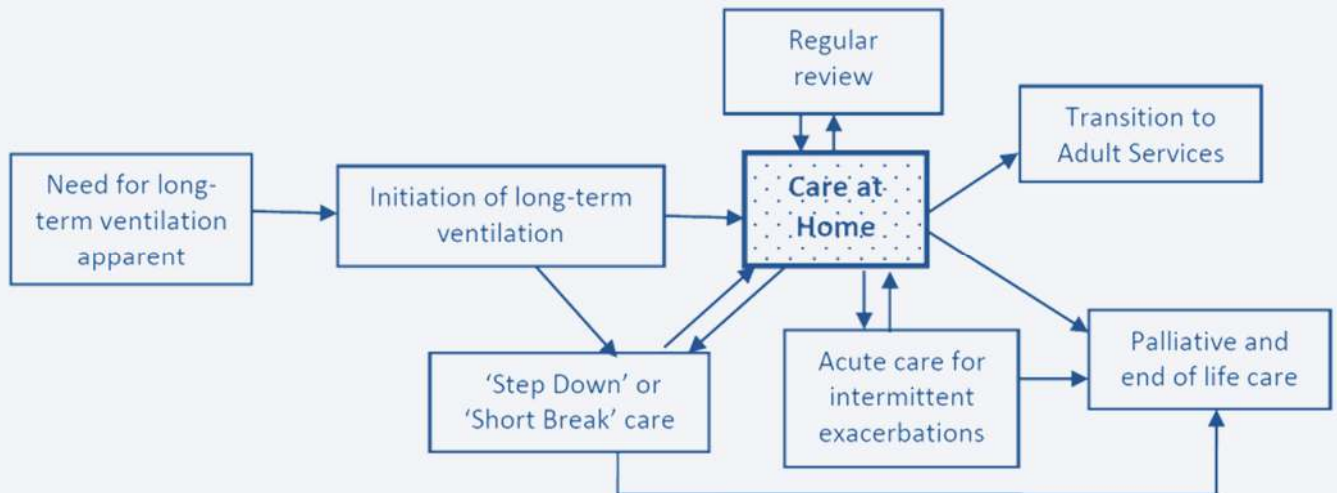 Regular
review
Transition to
Adult Services
Need for long-
term ventilation
apparent
Initiation of long-term
ventilation
Care at
Home
‘Step Down’ or
‘Short Break’ care
Acute care for
intermittent
exacerbations
Palliative and
end of life care